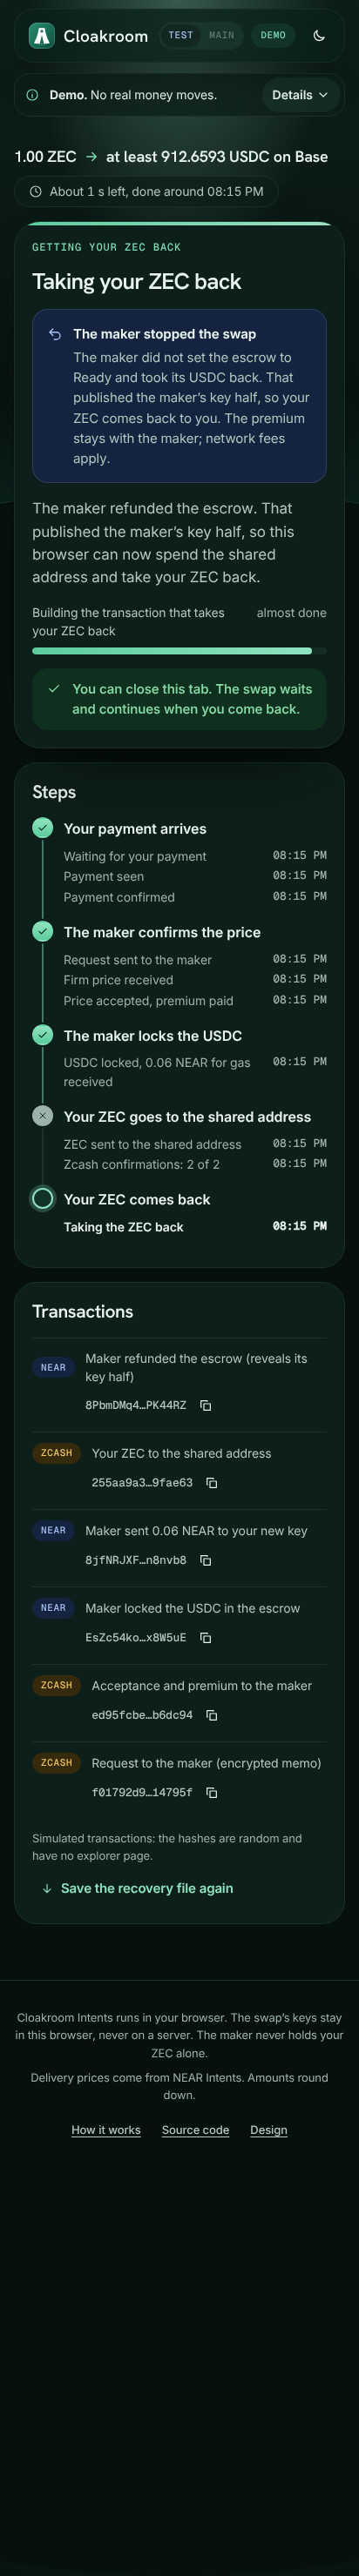 Cloakroom TEST MAIN DEMO
Demo. No real money moves. Details
1.00 ZEC → at least 912.6593 USDC on Base
About 1 s left, done around 08:15 PM
GETTING YOUR ZEC BACK
Taking your ZEC back
The maker stopped the swap
The maker did not set the escrow to
Ready and took its USDC back. That
published the maker's key half, so your
ZEC comes back to you. The premium
stays with the maker; network fees
apply.
The maker refunded the escrow. That
published the maker's key half, so this
browser can now spend the shared
address and take your ZEC back.
Building the transaction that takes almost done
your ZEC back
You can close this tab. The swap waits
and continues when you come back.
Steps
Your payment arrives
Waiting for your payment 08:15 PM
Payment seen 08:15 PM
Payment confirmed 08:15 PM
The maker confirms the price
Request sent to the maker 08:15 PM
Firm price received 08:15 PM
Price accepted, premium paid 08:15 PM
The maker locks the USDC
USDC locked, 0.06 NEAR for gas 08:15 PM
received
Your ZEC goes to the shared address
ZEC sent to the shared address 08:15 PM
Zcash confirmations: 2 of 2 08:15 PM
Your ZEC comes back
Taking the ZEC back 08:15 PM
Transactions
NEAR Maker refunded the escrow (reveals its
key half)
8PbmDMq4…PK44RZ
ZCASH Your ZEC to the shared address
255aa9a3…9fae63
NEAR Maker sent 0.06 NEAR to your new key
8jfNRJXF…n8nvb8
NEAR Maker locked the USDC in the escrow
EsZc54ko…x8W5uE
ZCASH Acceptance and premium to the maker
ed95fcbe…b6dc94
ZCASH Request to the maker (encrypted memo)
f01792d9…14795f
Simulated transactions: the hashes are random and
have no explorer page.
Save the recovery file again
Cloakroom Intents runs in your browser. The swap's keys stay
in this browser, never on a server. The maker never holds your
ZEC alone.
Delivery prices come from NEAR Intents. Amounts round
down.
How it works Source code Design